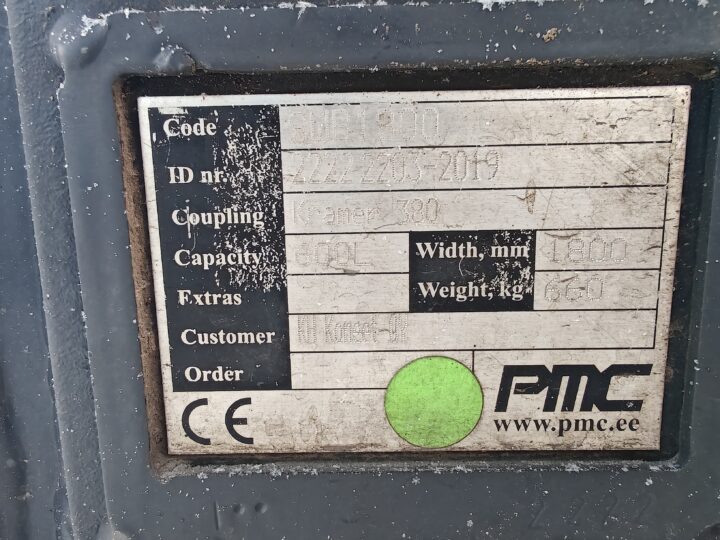 Code
ID nr. 2222 2203-2019
Coupling Kramer 380
Capacity 600L Width, mm 1800
Extras Weight, kg 660
Customer
Order
CE PMC
www.pmc.ee